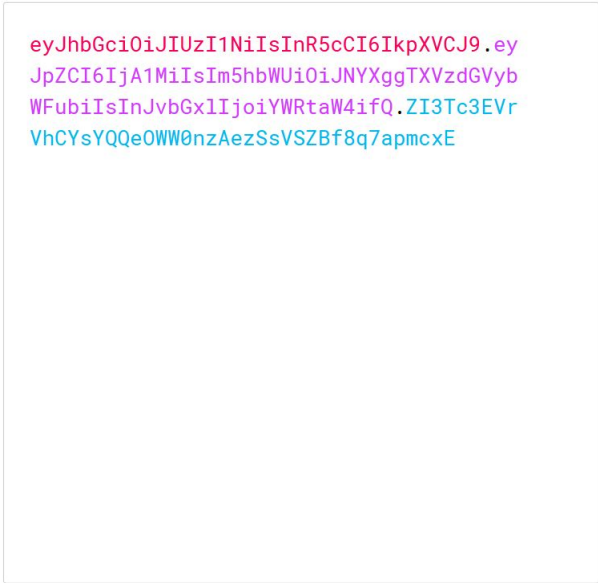 eyJhbGciOiJIUzI1NiIsInR5cCI6IkpXVCJ9.ey
JpZCI6IjA1MiIsIm5hbWUiOiJNYXggTXVzdGVyb
WFubiIsInJvbGxlIjoiYWRtaW4ifQ.ZI3Tc3EVr
VhCYsYQQeOWW0nzAezSsVSZBf8q7apmcxE